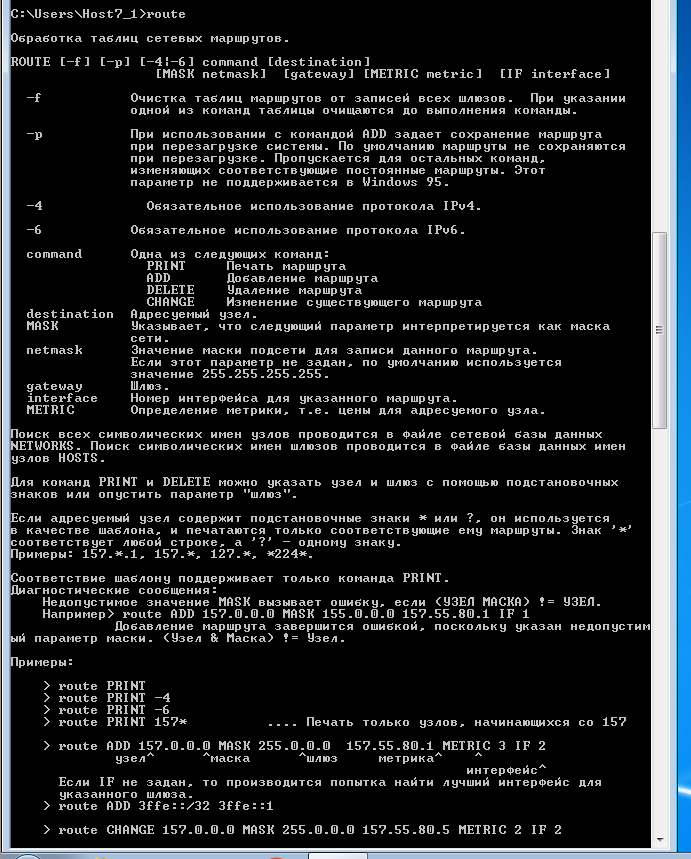 C:\Users\Host7_1>route
Обработка таблиц сетевых маршрутов.
ROUTE [-f] [-p] [-4|-6] command [destination]
[MASK netmask] [gateway] [METRIC metric] [IF interface]
-f Очистка таблиц маршрутов от записей всех шлюзов. При указании
одной из команд таблицы очищаются до выполнения команды.
-p При использовании с командой ADD задает сохранение маршрута
при перезагрузке системы. По умолчанию маршруты не сохраняются
при перезагрузке. Пропускается для остальных команд,
изменяющих соответствующие постоянные маршруты. Этот
параметр не поддерживается в Windows 95.
-4 Обязательное использование протокола IPv4.
-6 Обязательное использование протокола IPv6.
command Одна из следующих команд:
PRINT Печать маршрута
ADD Добавление маршрута
DELETE Удаление маршрута
CHANGE Изменение существующего маршрута
destination Адресуемый узел.
MASK Указывает, что следующий параметр интерпретируется как маска
сети.
netmask Значение маски подсети для записи данного маршрута.
Если этот параметр не задан, по умолчанию используется
значение 255.255.255.255.
gateway Шлюз.
interface Номер интерфейса для указанного маршрута.
METRIC Определение метрики, т.е. цены для адресуемого узла.
Поиск всех символических имен узлов проводится в файле сетевой базы данных
NETWORKS. Поиск символических имен шлюзов проводится в файле базы данных имен
узлов HOSTS.
Для команд PRINT и DELETE можно указать узел и шлюз с помощью подстановочных
знаков или опустить параметр "шлюз".
Если адресуемый узел содержит подстановочные знаки * или ?, он используется
в качестве шаблона, и печатаются только соответствующие ему маршруты. Знак '*'
соответствует любой строке, а '?' - одному знаку.
Примеры: 157.*.1, 157.*, 127.*, *224*.
Соответствие шаблону поддерживает только команда PRINT.
Диагностические сообщения:
Недопустимое значение MASK вызывает ошибку, если (УЗЕЛ МАСКА) != УЗЕЛ.
Например> route ADD 157.0.0.0 MASK 155.0.0.0 157.55.80.1 IF 1
Добавление маршрута завершится ошибкой, поскольку указан недопустим
ый параметр маски. (Узел & Маска) != Узел.
Примеры:
> route PRINT
> route PRINT -4
> route PRINT -6
> route PRINT 157* .... Печать только узлов, начинающихся со 157
> route ADD 157.0.0.0 MASK 255.0.0.0 157.55.80.1 METRIC 3 IF 2
узел^ ^маска ^шлюз метрика^ ^
интерфейс^
Если IF не задан, то производится попытка найти лучший интерфейс для
указанного шлюза.
> route ADD 3ffe::/32 3ffe::1
> route CHANGE 157.0.0.0 MASK 255.0.0.0 157.55.80.5 METRIC 2 IF 2